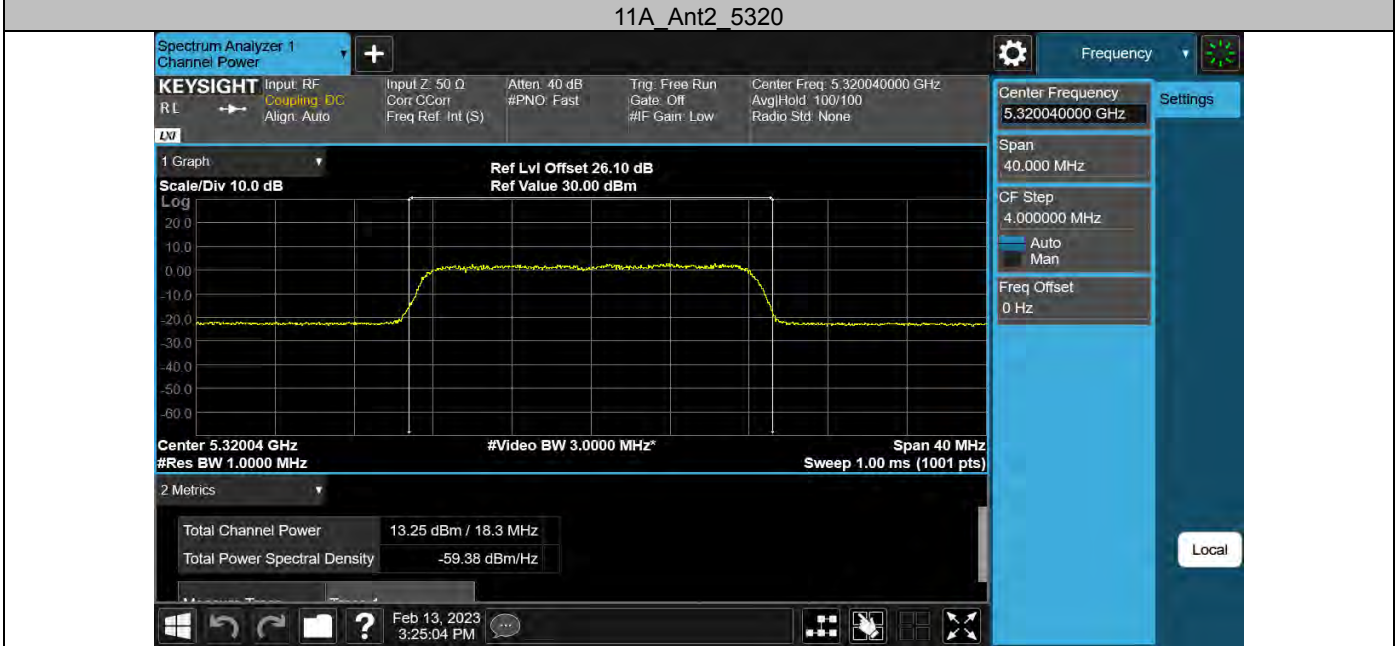 11A_Ant2_5320
Spectrum Analyzer 1
Channel Power
+
Frequency
KEYSIGHT
RL
LXI
Input: RF
Coupling: DC
Align: Auto
Input Z: 50 Ω
Corr CCorr
Freq Ref: Int (S)
Atten: 40 dB
#PNO: Fast
Trig: Free Run
Gate: Off
#IF Gain: Low
Center Freq: 5.320040000 GHz
Avg|Hold: 100/100
Radio Std: None
Center Frequency
5.320040000 GHz
Settings
Span
40.000 MHz
CF Step
4.000000 MHz
Auto
Man
Freq Offset
0 Hz
1 Graph
Scale/Div 10.0 dB
Ref Lvl Offset 26.10 dB
Ref Value 30.00 dBm
Log
20.0
10.0
0.00
-10.0
-20.0
-30.0
-40.0
-50.0
-60.0
Center 5.32004 GHz
#Video BW 3.0000 MHz*
Span 40 MHz
#Res BW 1.0000 MHz
Sweep 1.00 ms (1001 pts)
2 Metrics
Total Channel Power 13.25 dBm / 18.3 MHz
Total Power Spectral Density -59.38 dBm/Hz
Local
?
Feb 13, 2023
3:25:04 PM